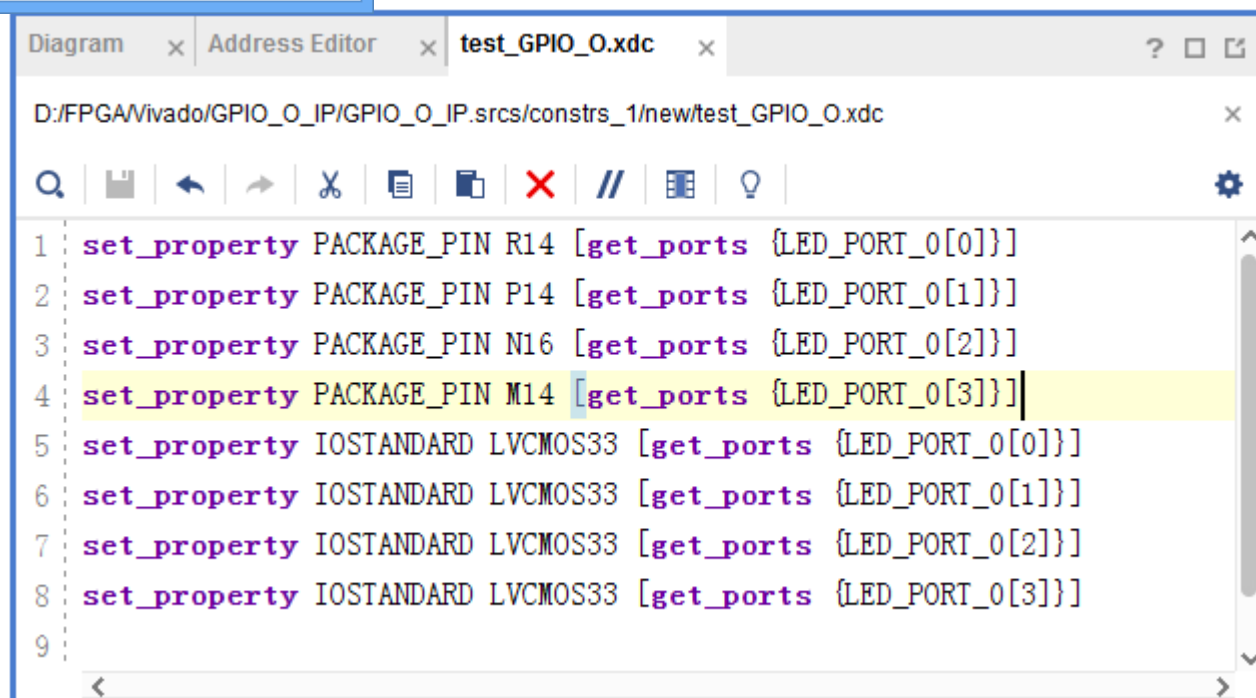 Diagram × Address Editor × test_GPIO_O.xdc × ?
D:/FPGA/Vivado/GPIO_O_IP/GPIO_O_IP.srcs/constrs_1/new/test_GPIO_O.xdc ×
1 set_property PACKAGE_PIN R14 [get_ports {LED_PORT_0[0]}]
2 set_property PACKAGE_PIN P14 [get_ports {LED_PORT_0[1]}]
3 set_property PACKAGE_PIN N16 [get_ports {LED_PORT_0[2]}]
4 set_property PACKAGE_PIN M14 [get_ports {LED_PORT_0[3]}]
5 set_property IOSTANDARD LVCMOS33 [get_ports {LED_PORT_0[0]}]
6 set_property IOSTANDARD LVCMOS33 [get_ports {LED_PORT_0[1]}]
7 set_property IOSTANDARD LVCMOS33 [get_ports {LED_PORT_0[2]}]
8 set_property IOSTANDARD LVCMOS33 [get_ports {LED_PORT_0[3]}]
9